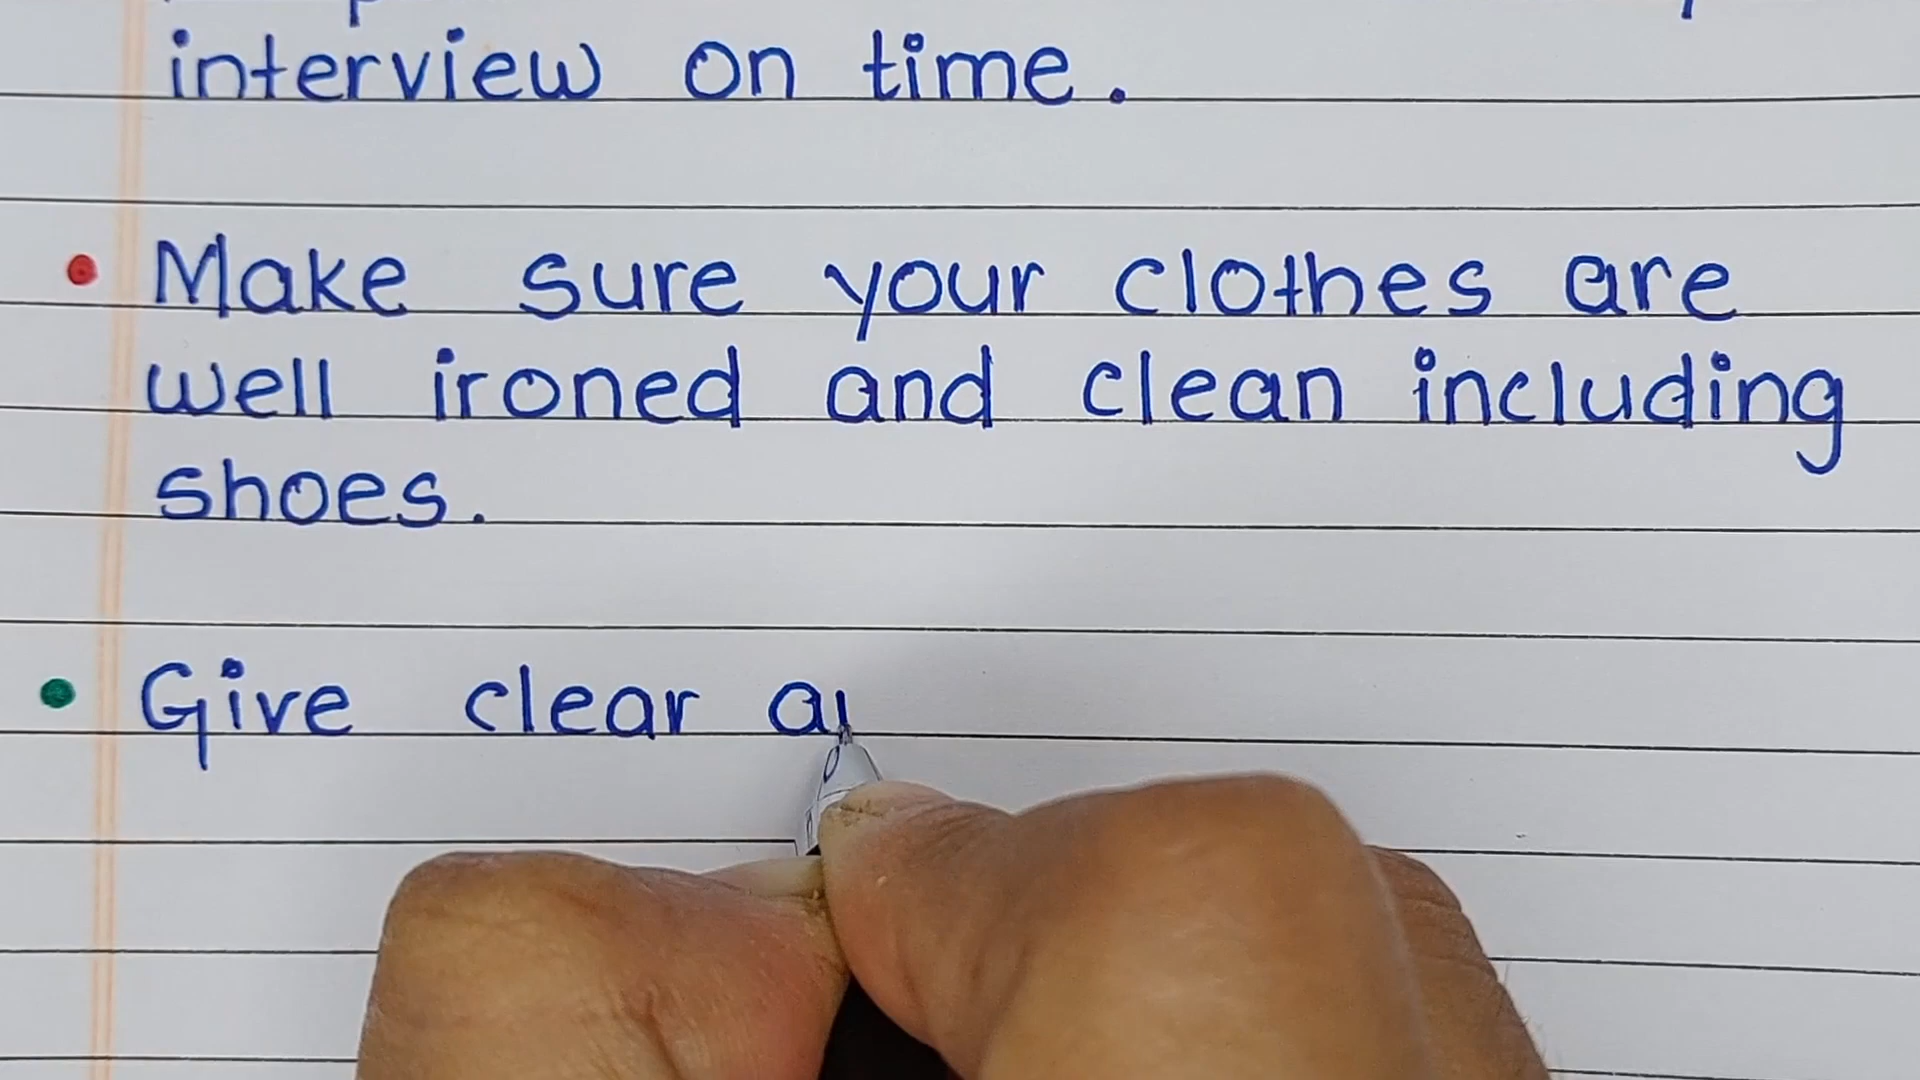 interview on time.
• Make sure your clothes are
well ironed and clean including
shoes.
• Give clear a